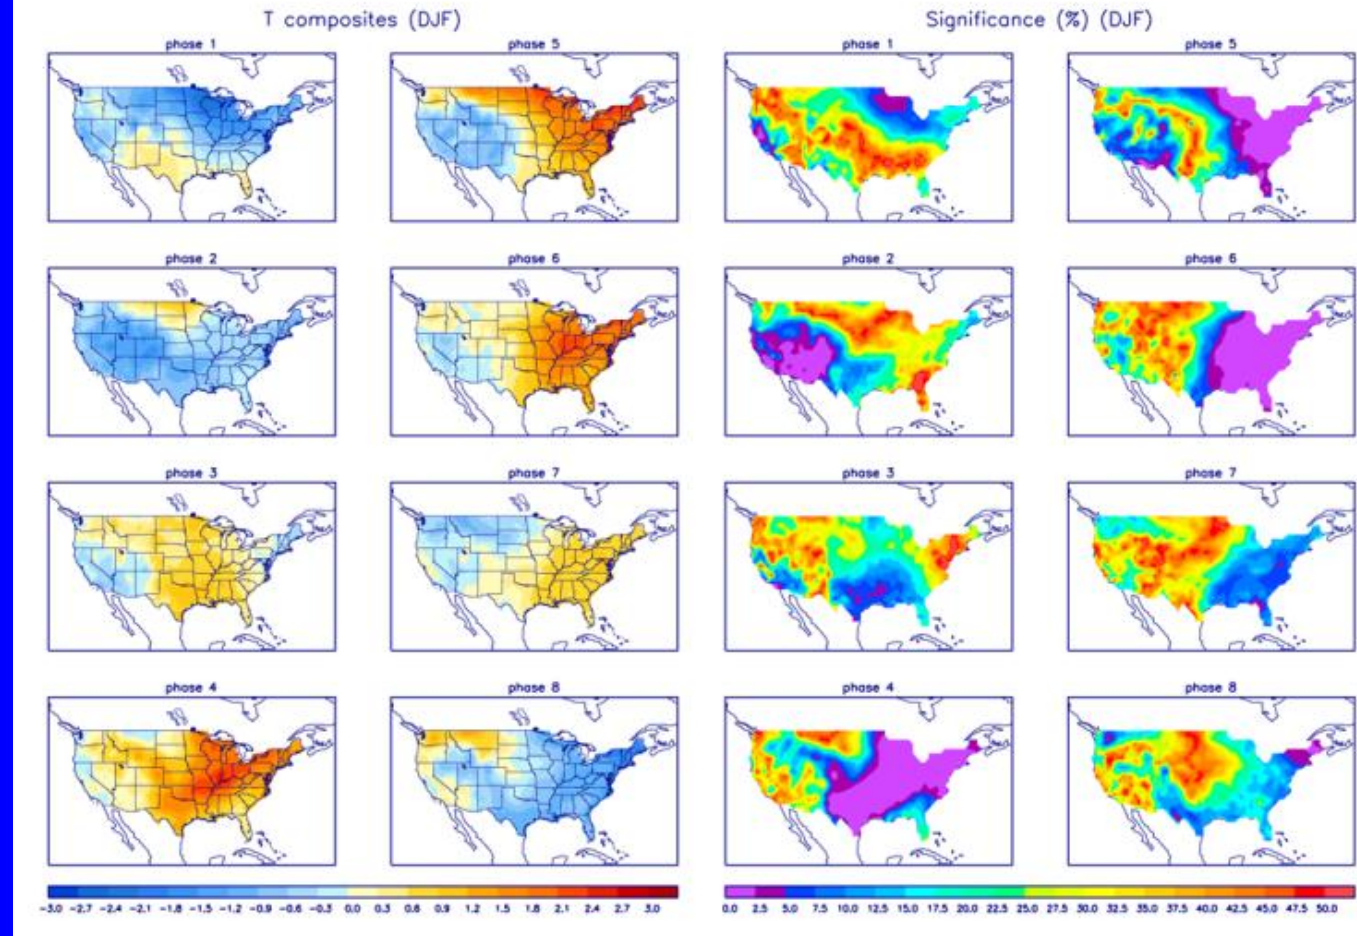 T composites (DJF) Significance (%) (DJF)
phase 1 phase 5 phase 1 phase 5
phase 2 phase 6 phase 2 phase 6
phase 3 phase 7 phase 3 phase 7
phase 4 phase 8 phase 4 phase 8
-3.0 -2.7 -2.4 -2.1 -1.8 -1.5 -1.2 -0.9 -0.6 -0.3 0.0 0.3 0.6 0.9 1.2 1.5 1.8 2.1 2.4 2.7 3.0 0.0 2.5 5.0 7.5 10.0 12.5 15.0 17.5 20.0 22.5 25.0 27.5 30.0 32.5 35.0 37.5 40.0 42.5 45.0 47.5 50.0